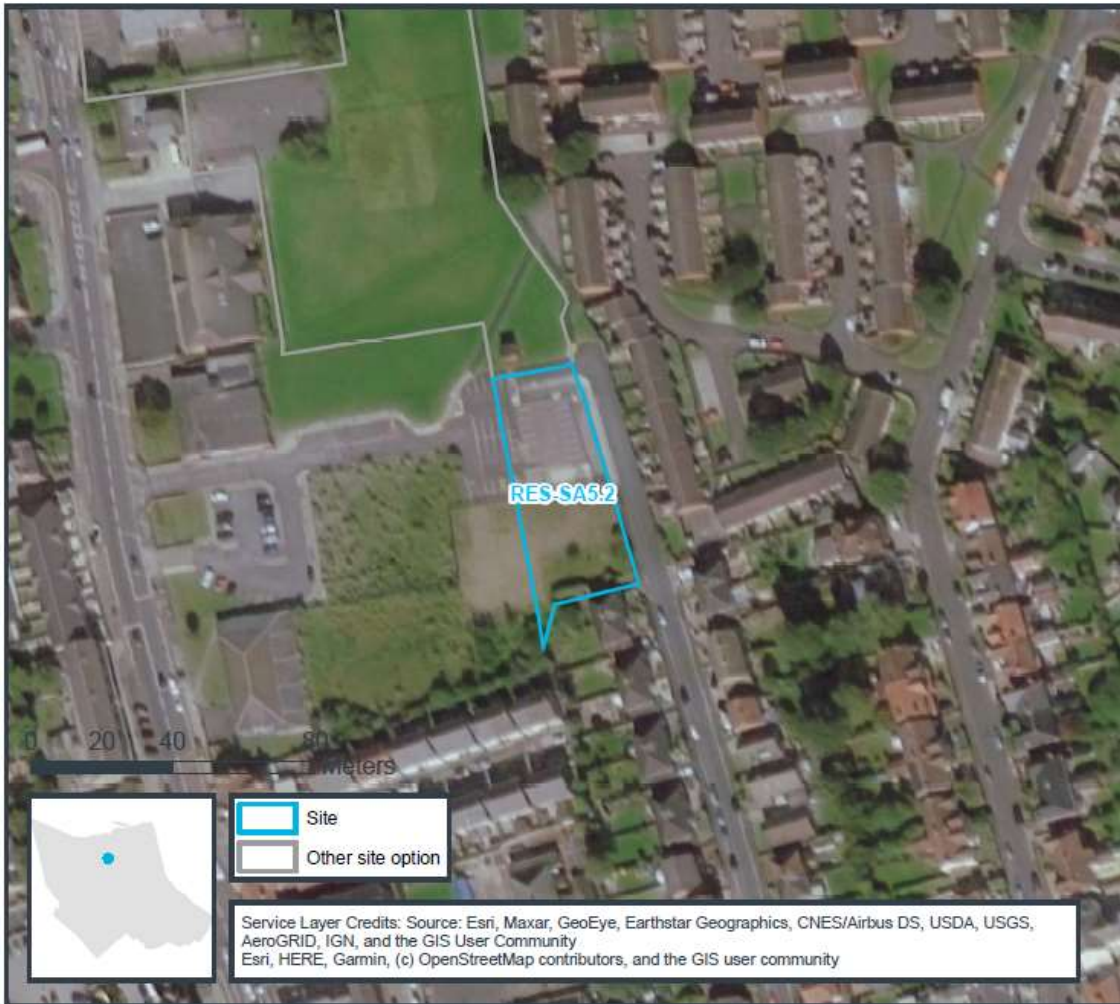 RES-SA5.2
0 20 40 80
Meters
Site
Other site option
Service Layer Credits: Source: Esri, Maxar, GeoEye, Earthstar Geographics, CNES/Airbus DS, USDA, USGS,
AeroGRID, IGN, and the GIS User Community
Esri, HERE, Garmin, (c) OpenStreetMap contributors, and the GIS user community